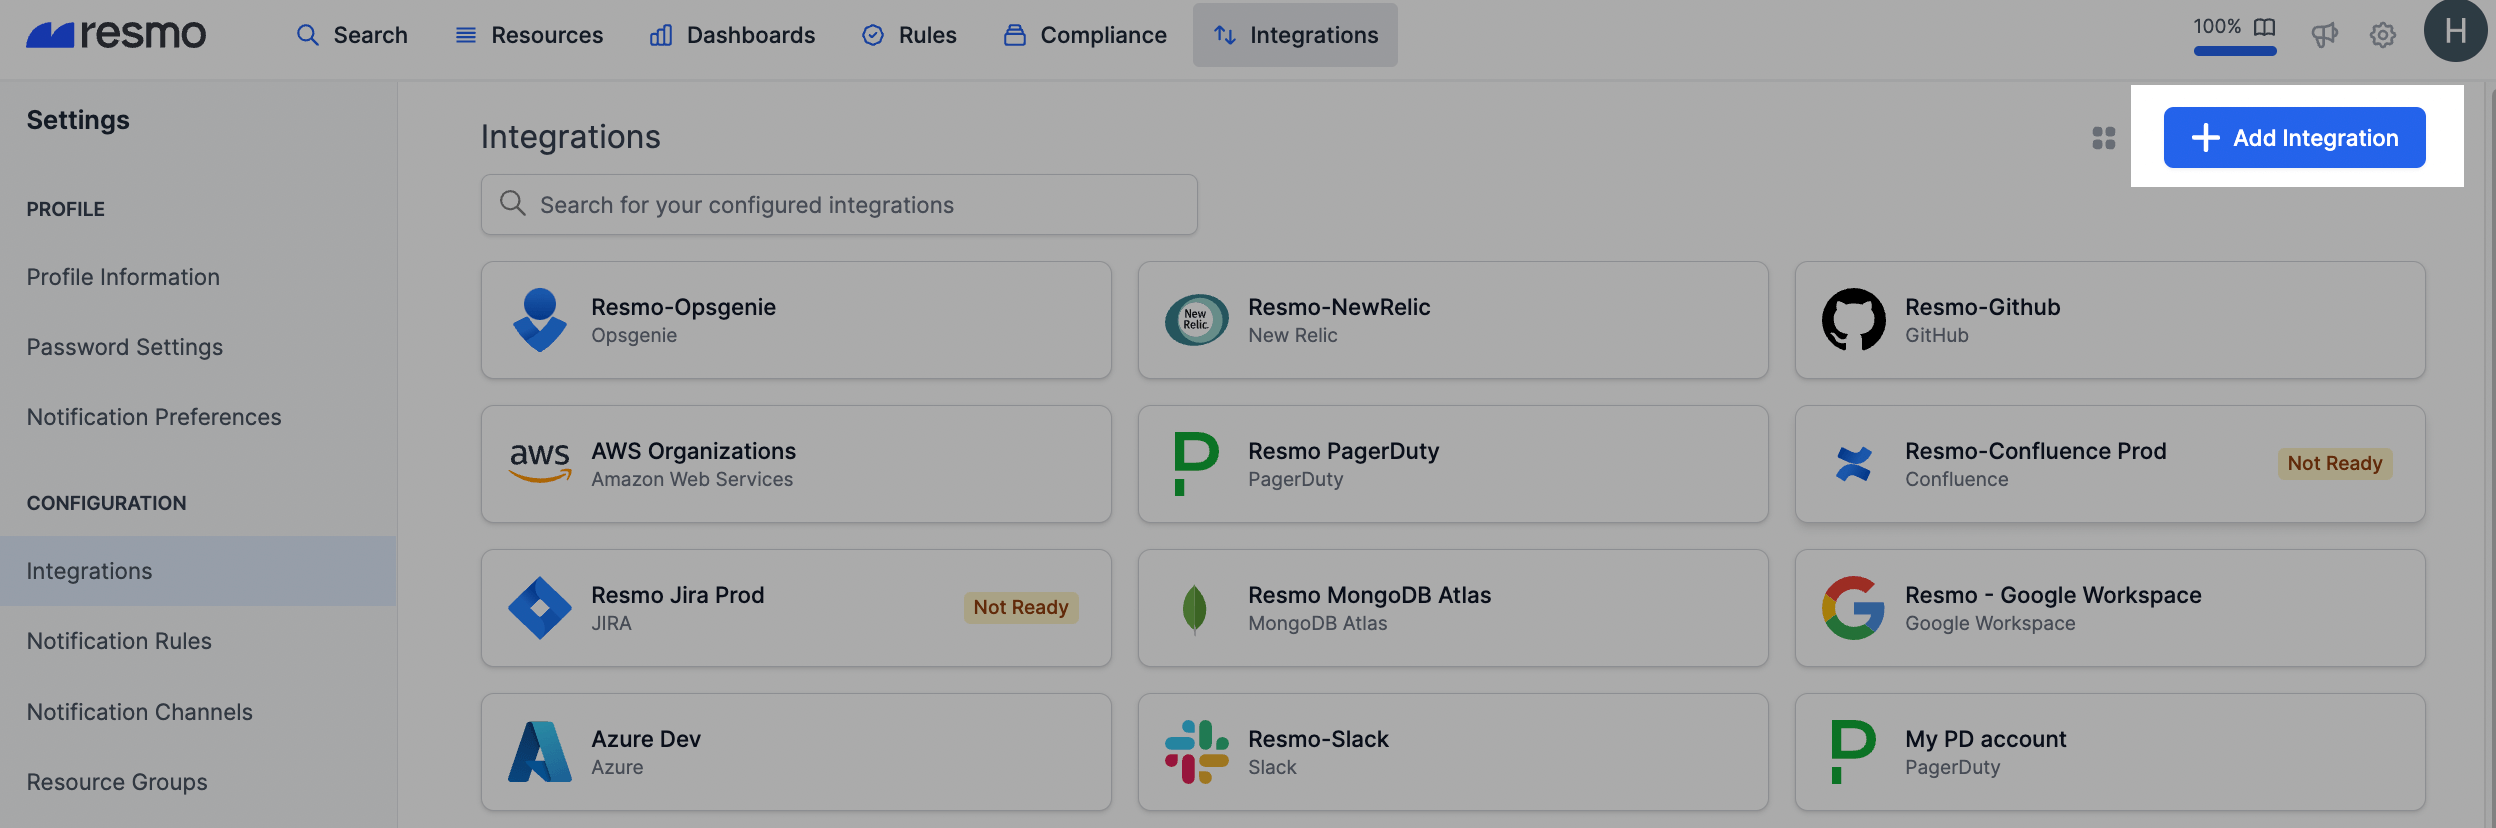 resmo
Search
Resources
Dashboards
Rules
Compliance
Integrations
100%
H
Settings
PROFILE
Profile Information
Password Settings
Notification Preferences
CONFIGURATION
Integrations
Notification Rules
Notification Channels
Resource Groups
Integrations
Add Integration
Search for your configured integrations
Resmo-Opsgenie
Opsgenie
New Relic.
Resmo-NewRelic
New Relic
Resmo-Github
GitHub
aws
AWS Organizations
Amazon Web Services
Resmo PagerDuty
PagerDuty
Resmo-Confluence Prod
Confluence
Not Ready
Resmo Jira Prod
JIRA
Not Ready
Resmo MongoDB Atlas
MongoDB Atlas
Resmo - Google Workspace
Google Workspace
Azure Dev
Azure
Resmo-Slack
Slack
My PD account
PagerDuty